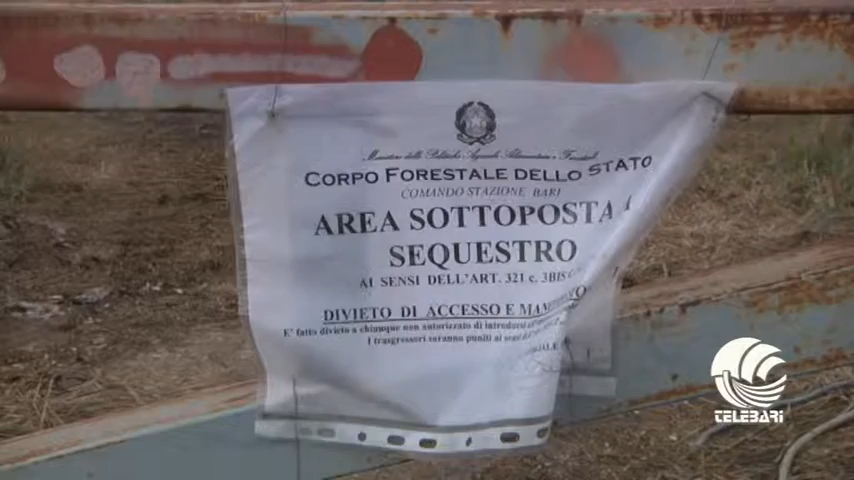 Ministero delle Politiche Agricole Alimentari e Forestali
CORPO FORESTALE DELLO STATO
COMANDO STAZIONE BARI
AREA SOTTOPOSTA A
SEQUESTRO
AI SENSI DELL'ART. 321 C. 3BIS
DIVIETO DI ACCESSO E
E' fatto divieto a chiunque non autorizzato di introdursi
I trasgressori saranno puniti ai sensi
TELEBARI